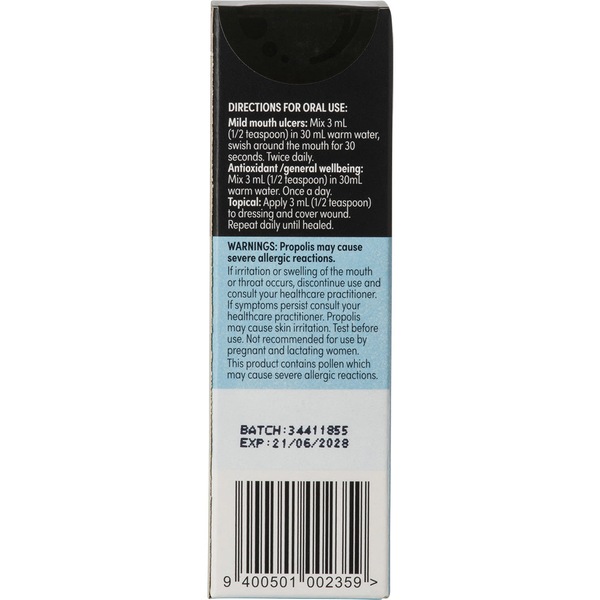 DIRECTIONS FOR ORAL USE:
Mild mouth ulcers: Mix 3 mL
(1/2 teaspoon) in 30 mL warm water,
swish around the mouth for 30
seconds. Twice daily.
Antioxidant /general wellbeing:
Mix 3 mL (1/2 teaspoon) in 30mL
warm water. Once a day.
Topical: Apply 3 mL (1/2 teaspoon)
to dressing and cover wound.
Repeat daily until healed.
WARNINGS: Propolis may cause
severe allergic reactions.
If irritation or swelling of the mouth
or throat occurs, discontinue use and
consult your healthcare practitioner.
If symptoms persist consult your
healthcare practitioner. Propolis
may cause skin irritation. Test before
use. Not recommended for use by
pregnant and lactating women.
This product contains pollen which
may cause severe allergic reactions.
BATCH:34411855
EXP:21/06/2028
9 400501 002359 >